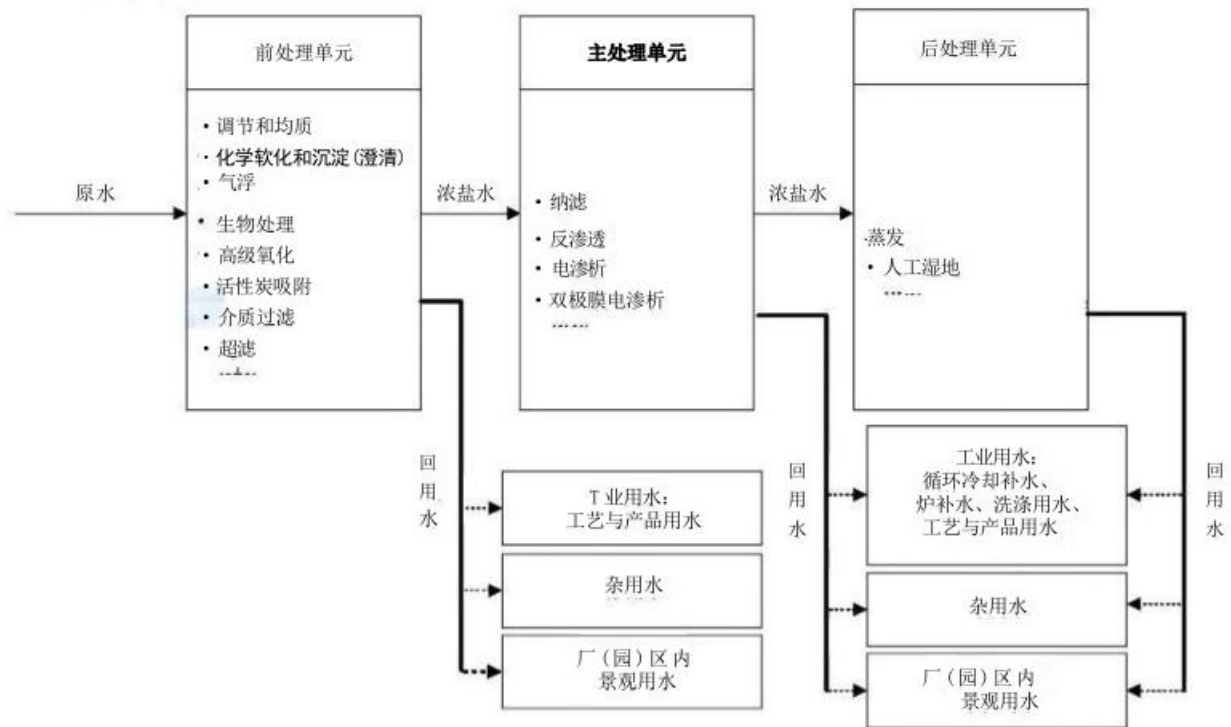 前处理单元
• 调节和均质
• 化学软化和沉淀(澄清)
• 气浮
• 生物处理
• 高级氧化
• 活性炭吸附
• 介质过滤
• 超滤
原水
浓盐水
主处理单元
• 纳滤
• 反渗透
• 电渗析
• 双极膜电渗析
……
浓盐水
后处理单元
.蒸发
• 人工湿地
……
回用水
T业用水:
工艺与产品用水
杂用水
厂(园)区内
景观用水
回用水
工业用水:
循环冷却补水、
炉补水、洗涤用水、
工艺与产品用水
杂用水
厂(园)区内
景观用水
回用水